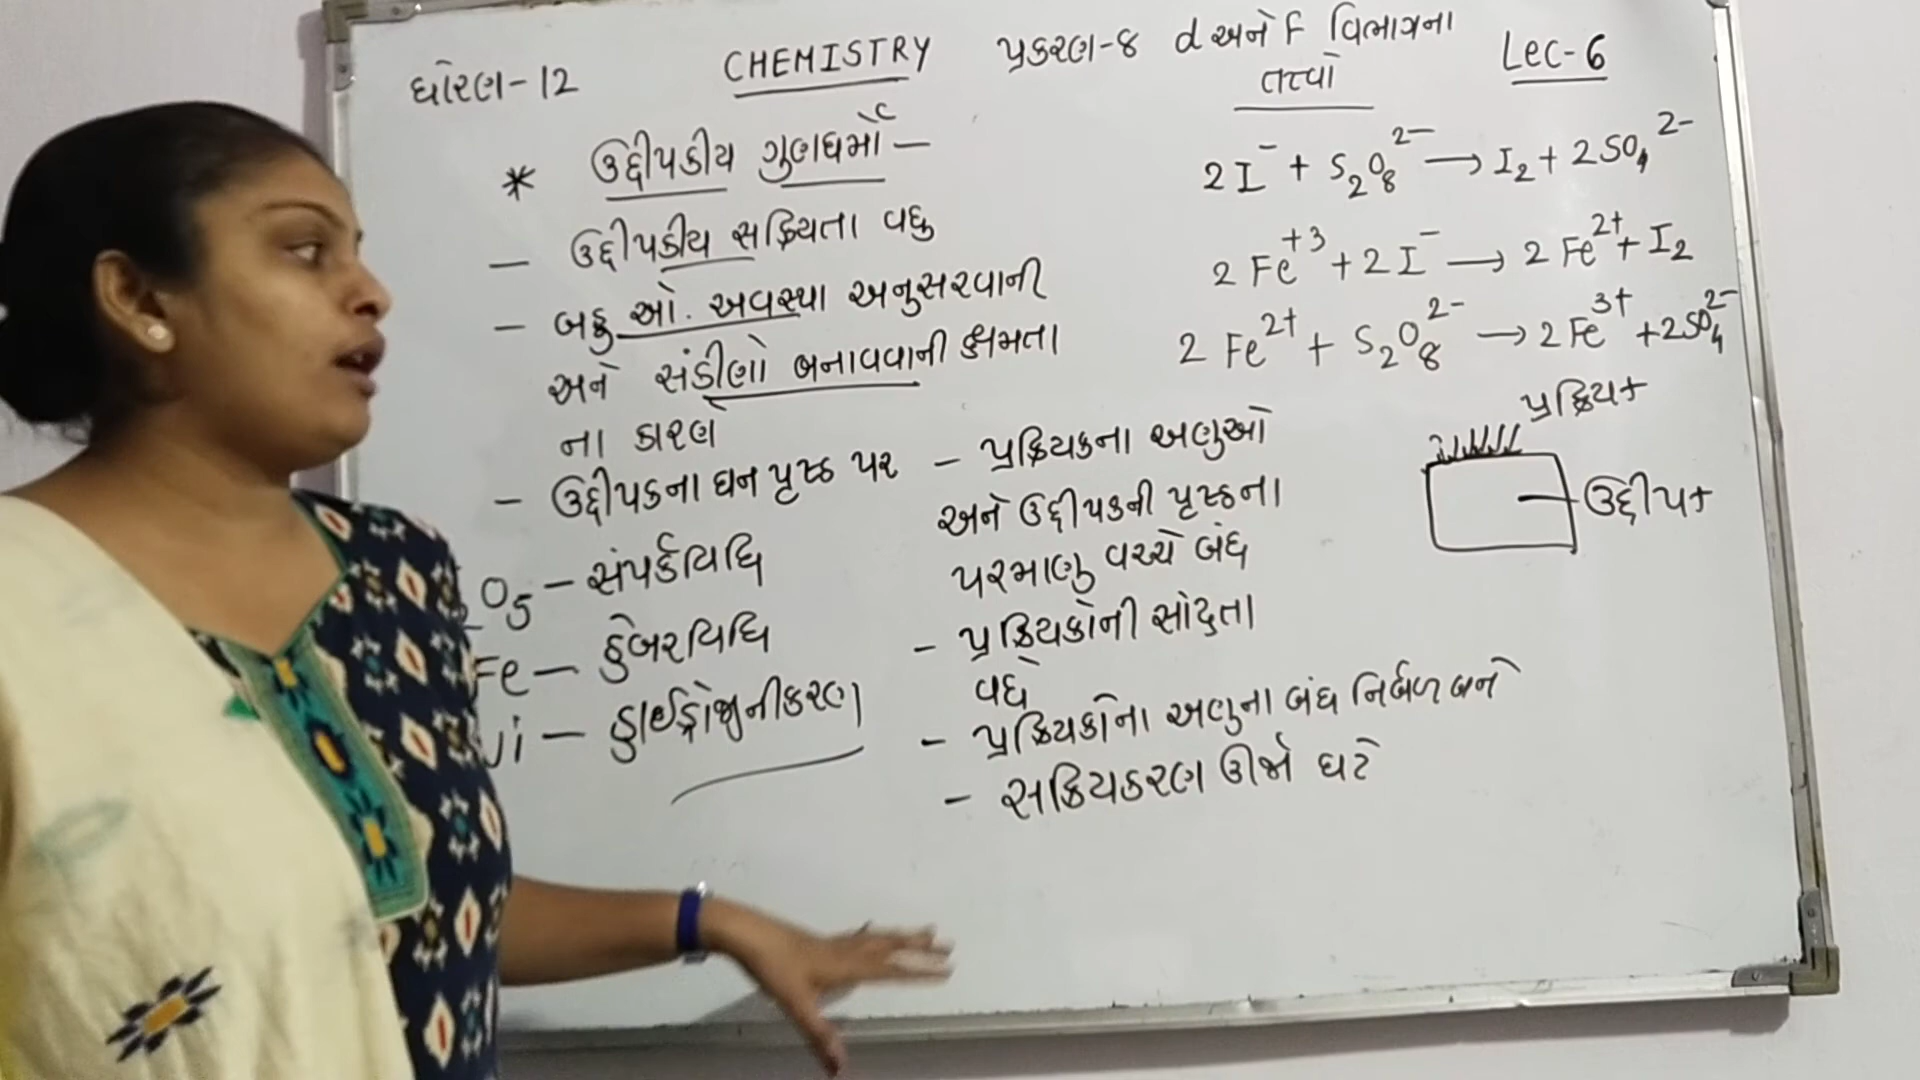 ધોરણ-12
CHEMISTRY
પ્રકરણ-8 d અને F વિભાગના
તત્વો
Lec-6
* ઉદ્દીપકીય ગુણધર્મો –
– ઉદ્દીપકીય સક્રિયતા વધુ
– બહુ ઓ. અવસ્થા અનુસરવાની
અને સંકીર્ણો બનાવવાની ક્ષમતા
ના કારણે
– ઉદ્દીપકના ઘન પૃષ્ઠ પર
O₅ – સંપર્કવિધિ
Fe – હેબરવિધિ
Ni – હાઈડ્રોજનીકરણ
2I⁻ + S₂O₈²⁻ → I₂ + 2SO₄²⁻
2Fe⁺³ + 2I⁻ → 2Fe²⁺ + I₂
2Fe²⁺ + S₂O₈²⁻ → 2Fe³⁺ + 2SO₄²⁻
પ્રક્રિયક
ઉદ્દીપક
– પ્રક્રિયકના અણુઓ
અને ઉદ્દીપકની પૃષ્ઠના
પરમાણુ વચ્ચે બંધ
– પ્રક્રિયકોની સાંદ્રતા
વધે
– પ્રક્રિયકોના અણુના બંધ નિર્બળ બને
– સક્રિયકરણ ઊર્જા ઘટે